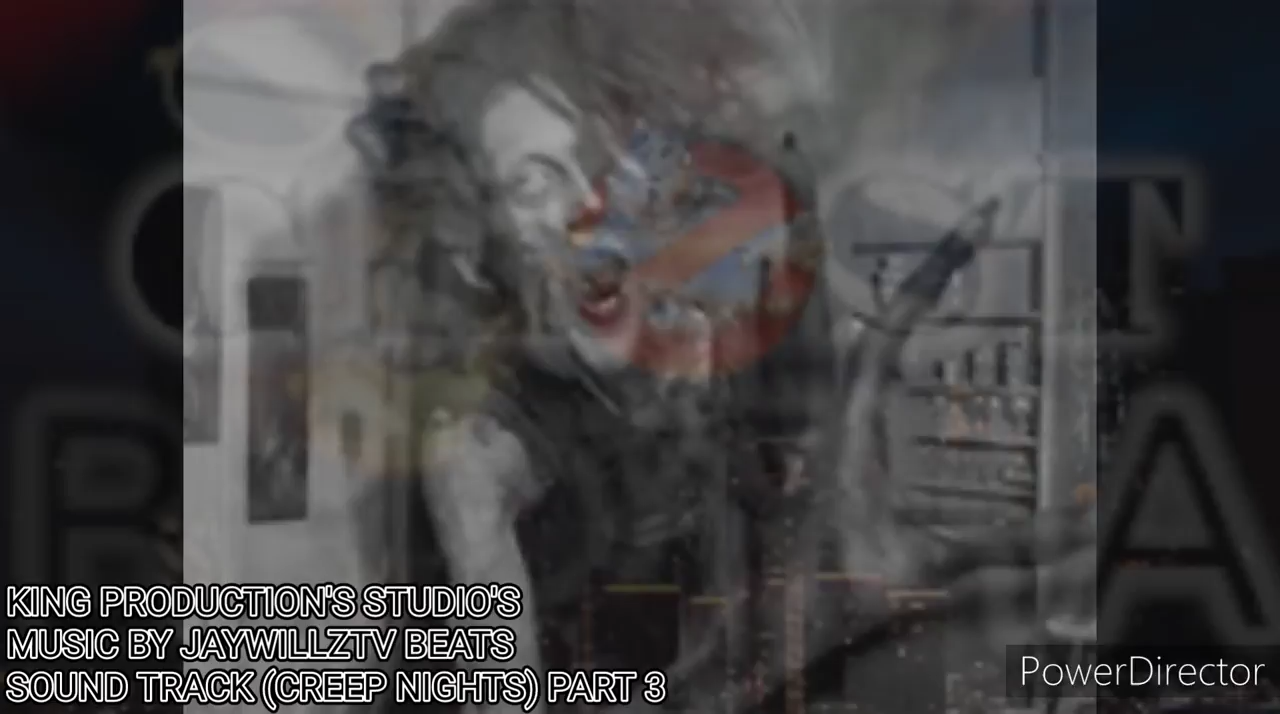 KING PRODUCTION'S STUDIO'S
MUSIC BY JAYWILLZTV BEATS
SOUND TRACK (CREEP NIGHTS) PART 3
PowerDirector